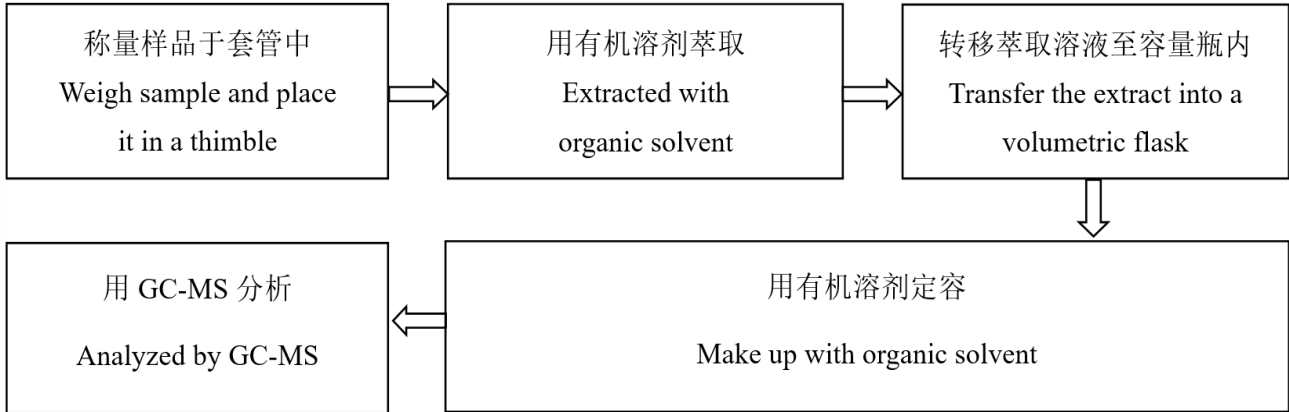 称量样品于套管中
Weigh sample and place
it in a thimble
用有机溶剂萃取
Extracted with
organic solvent
转移萃取溶液至容量瓶内
Transfer the extract into a
volumetric flask
用有机溶剂定容
Make up with organic solvent
用 GC-MS 分析
Analyzed by GC-MS